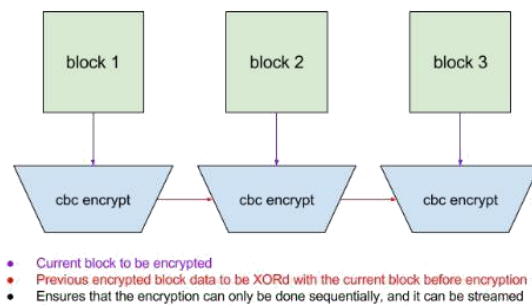 block 1
block 2
block 3
cbc encrypt
cbc encrypt
cbc encrypt
Current block to be encrypted
Previous encrypted block data to be XORd with the current block before encryption
Ensures that the encryption can only be done sequentially, and it can be streamed